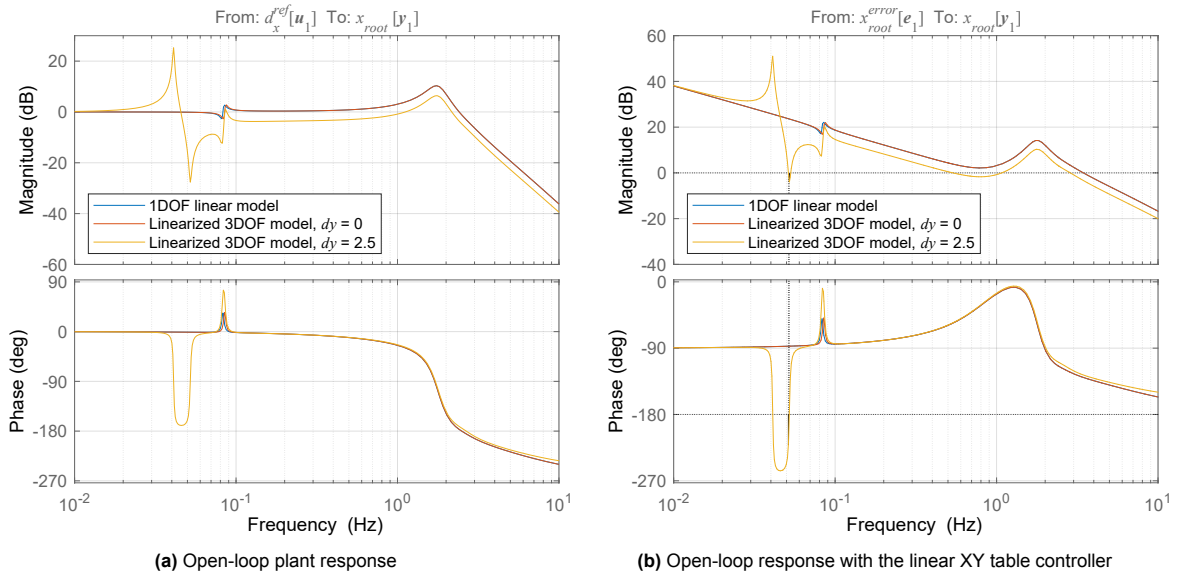 From: d_x^ref[u_1] To: x_root [y_1]
20
0
-20
-40
-60
Magnitude (dB)
1DOF linear model
Linearized 3DOF model, dy = 0
Linearized 3DOF model, dy = 2.5
90
0
-90
-180
-270
Phase (deg)
10^-2 10^-1 10^0 10^1
Frequency (Hz)
(a) Open-loop plant response
From: x_root^error[e_1] To: x_root[y_1]
60
40
20
0
20
-40
Magnitude (dB)
1DOF linear model
Linearized 3DOF model, dy = 0
Linearized 3DOF model, dy = 2.5
0
-90
-180
-270
Phase (deg)
10^-2 10^-1 10^0 10^1
Frequency (Hz)
(b) Open-loop response with the linear XY table controller